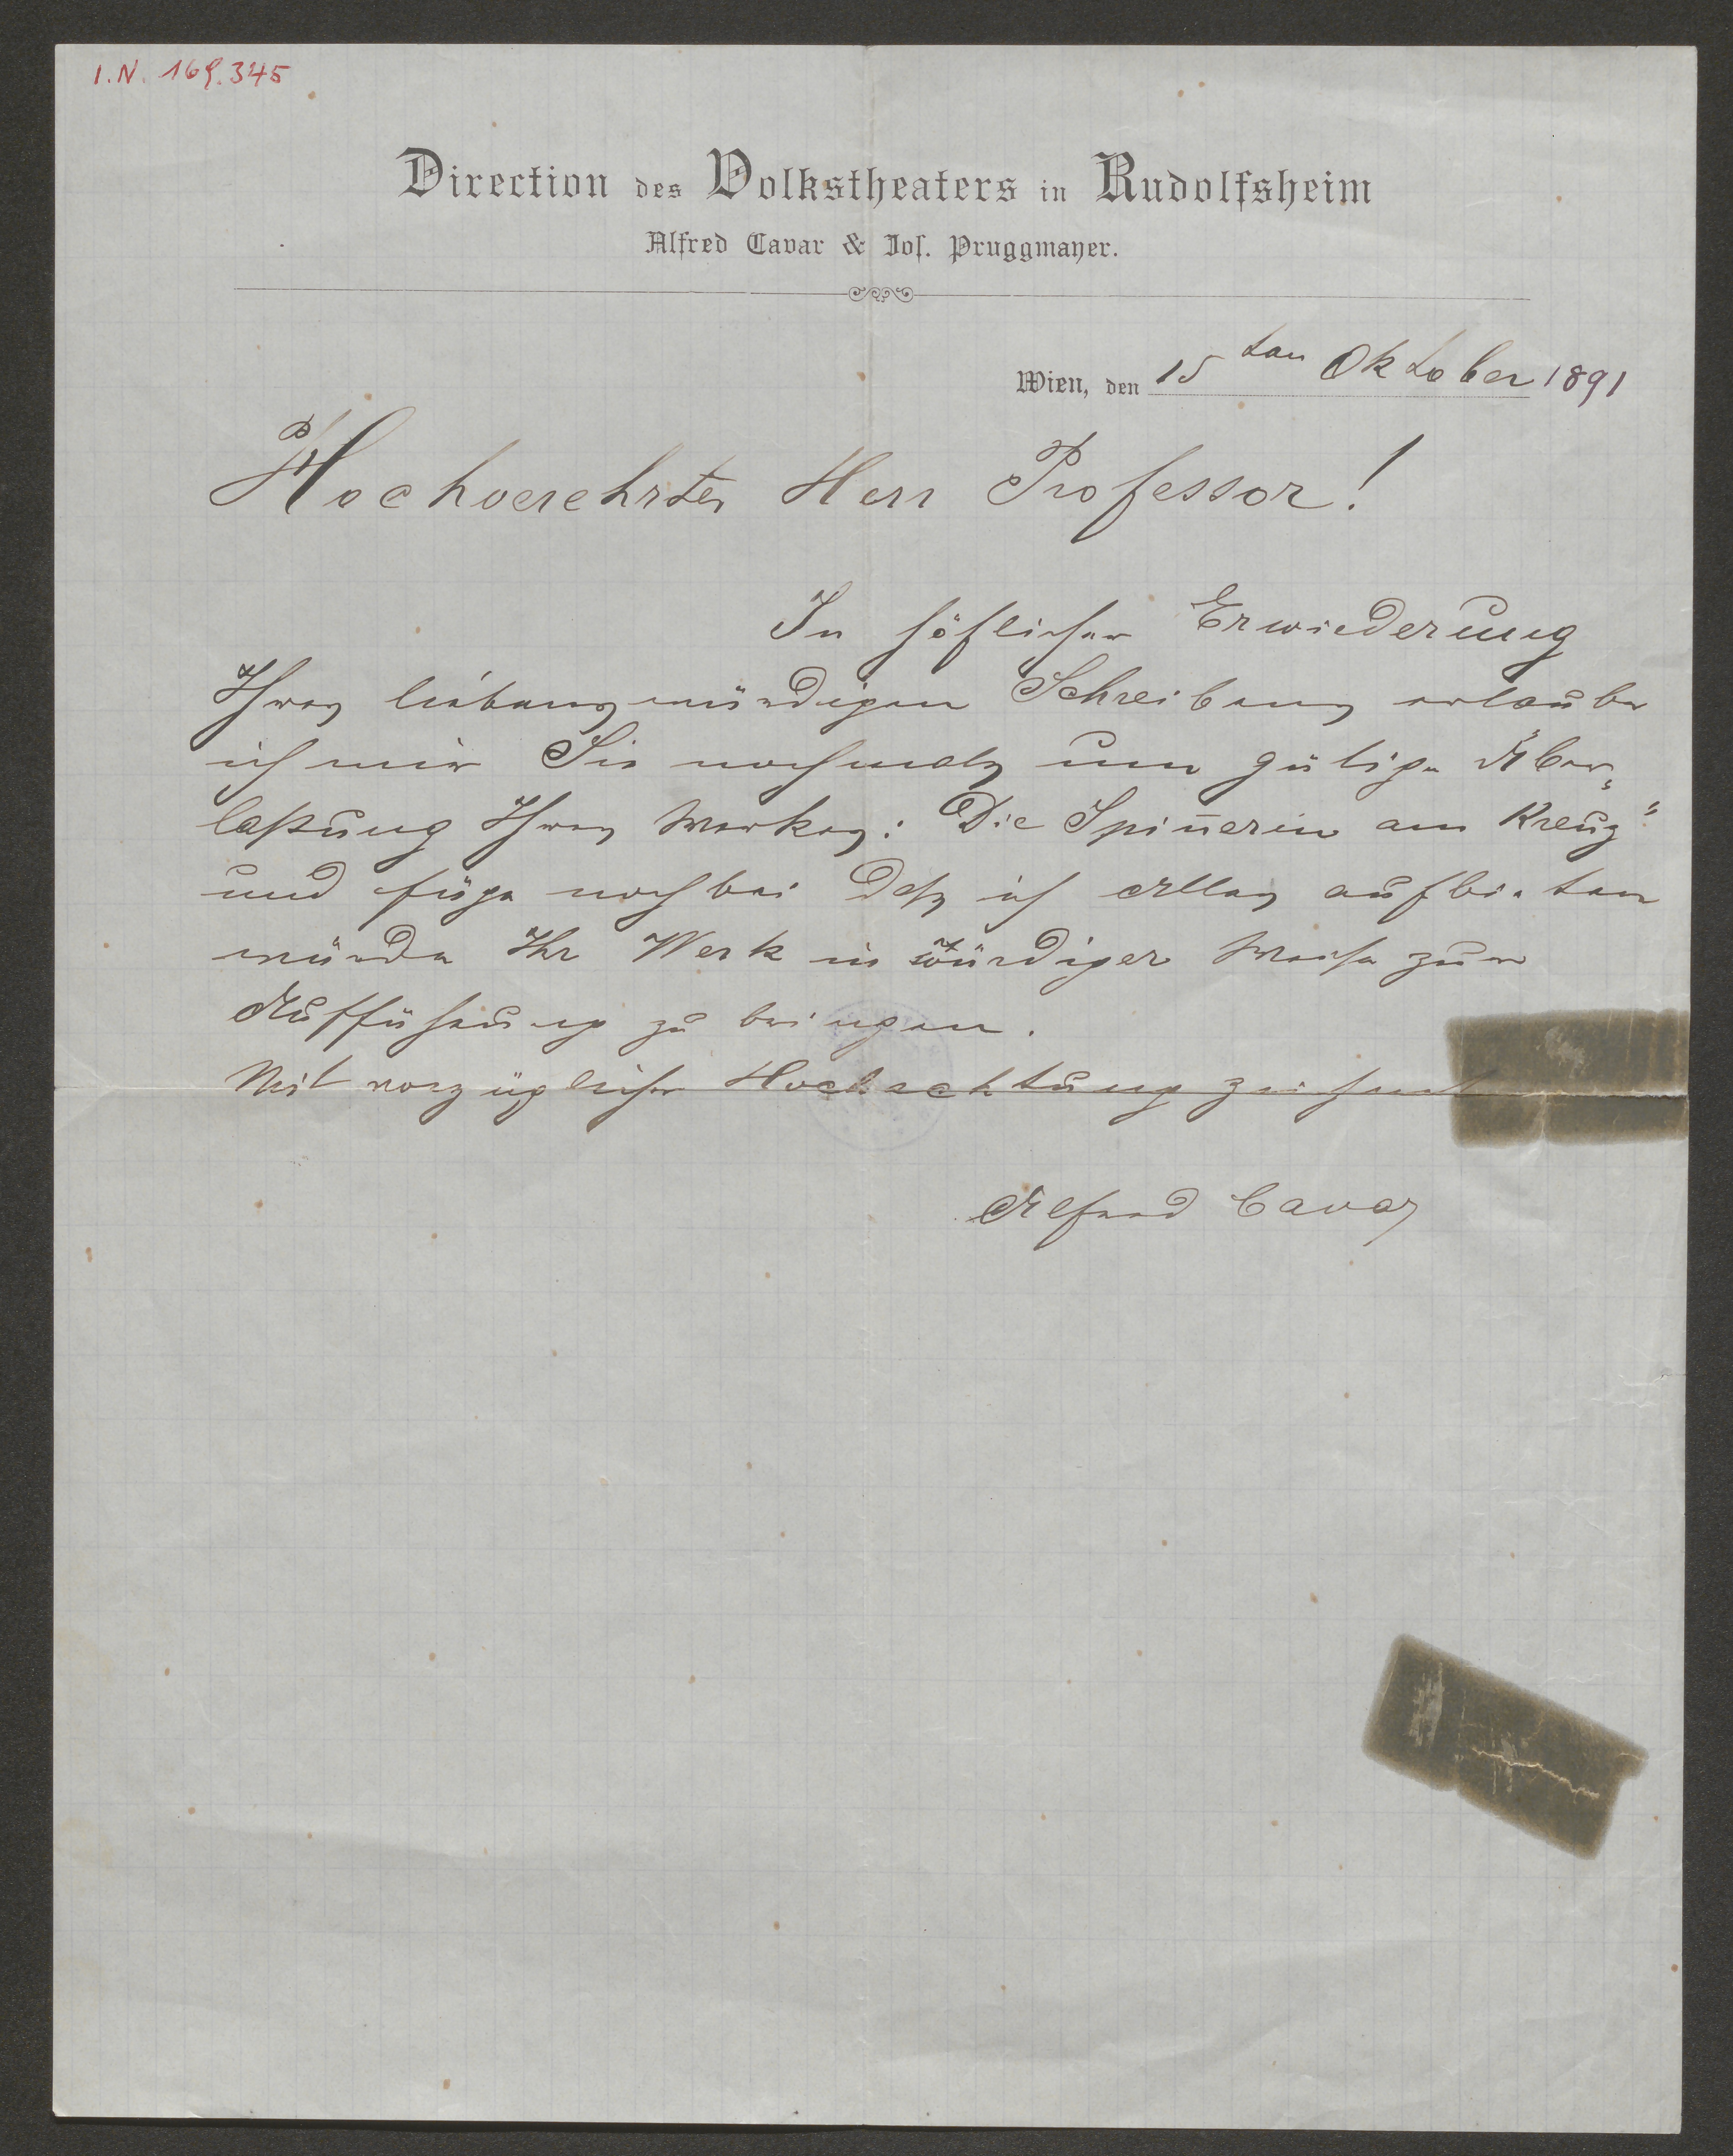 I.N. 169.345
Direction des Volkstheaters in Rudolfsheim
Alfred Cavar & Jos. Pruggmayer.
Wien, den 15ten Oktober 1891
Hochverehrter Herr Professor!
In höflicher Erwiederung
Ihres liebenswürdigen Schreibens erlaube
ich mir Sie nochmals um gütige Über„
laßung Ihres Werkes: Die Spin̄erin am Kreuz"
und füge noch bei daß ich Alles aufbieten
würde Ihr Werk in würdiger Weise zur
Aufführung zu bringen.
Mit vorzüglicher Hochachtung zeichnet
Alfred Cavar